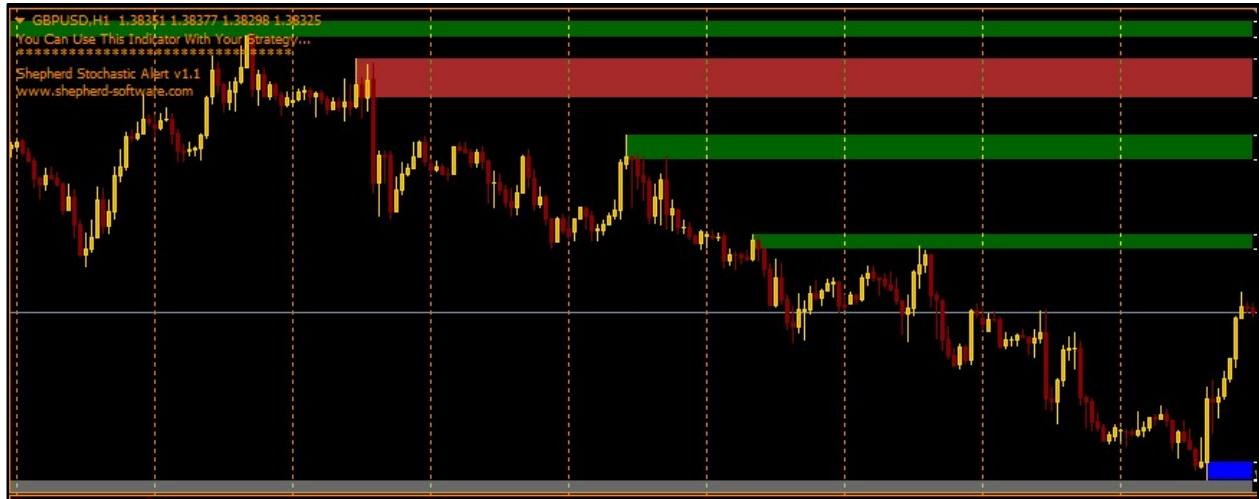 GBPUSD,H1 1.38351 1.38377 1.38298 1.38325
You Can Use This Indicator With Your Strategy...
********************************
Shepherd Stochastic Alert v1.1
www.shepherd-software.com